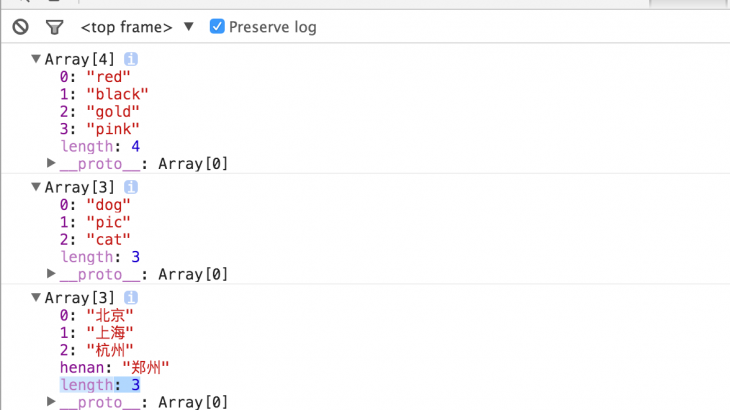 <top frame> ▼ Preserve log
▼Array[4] i
0: "red"
1: "black"
2: "gold"
3: "pink"
length: 4
▶__proto__: Array[0]
▼Array[3] i
0: "dog"
1: "pic"
2: "cat"
length: 3
▶__proto__: Array[0]
▼Array[3] i
0: "北京"
1: "上海"
2: "杭州"
henan: "郑州"
length: 3
▶__proto__: Array[0]